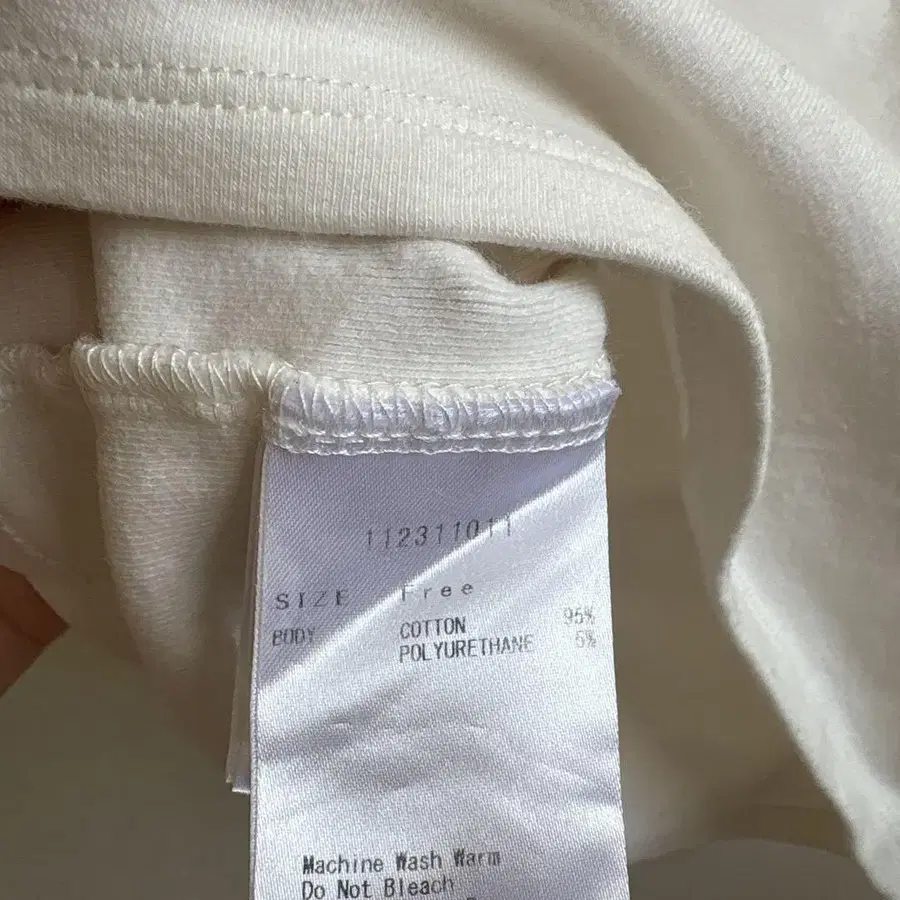 112311011
SIZE Free
BODY COTTON 95%
POLYURETHANE 5%
Machine Wash Warm
Do Not Bleach